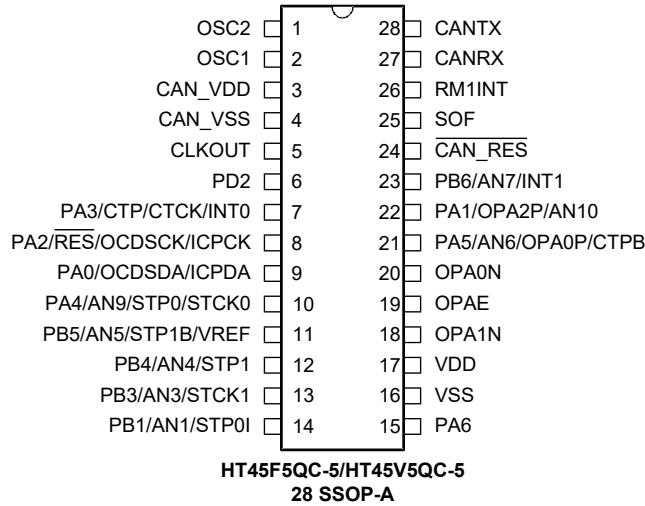 OSC2 1 28 CANTX
OSC1 2 27 CANRX
CAN_VDD 3 26 RM1INT
CAN_VSS 4 25 SOF
CLKOUT 5 24 CAN_RES
PD2 6 23 PB6/AN7/INT1
PA3/CTP/CTCK/INT0 7 22 PA1/OPA2P/AN10
PA2/RES/OCDSCK/ICPCK 8 21 PA5/AN6/OPA0P/CTPB
PA0/OCDSDA/ICPDA 9 20 OPA0N
PA4/AN9/STP0/STCK0 10 19 OPAE
PB5/AN5/STP1B/VREF 11 18 OPA1N
PB4/AN4/STP1 12 17 VDD
PB3/AN3/STCK1 13 16 VSS
PB1/AN1/STP0I 14 15 PA6
HT45F5QC-5/HT45V5QC-5
28 SSOP-A